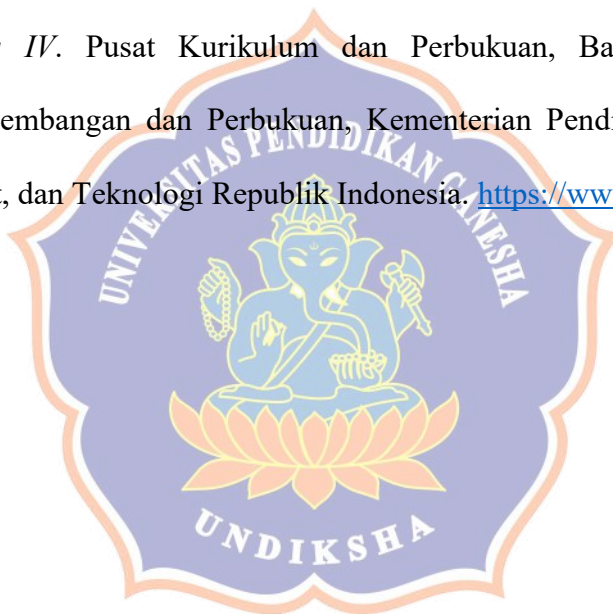 IV. Pusat Kurikulum dan Perbukuan, Ba
embangan dan Perbukuan, Kementerian Pendi
, dan Teknologi Republik Indonesia. https://ww
UNIVERSITAS PENDIDIKAN GANESHA
UNDIKSHA